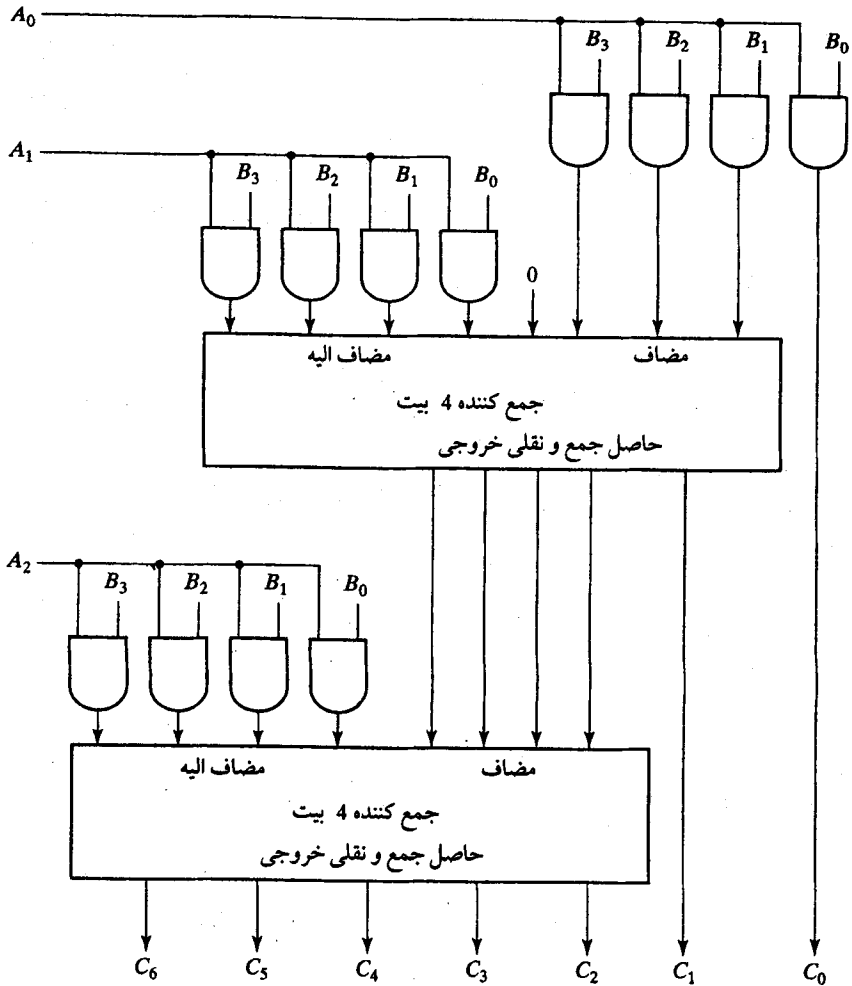 A₀
B₃ B₂ B₁ B₀
A₁
B₃ B₂ B₁ B₀
0
مضاف الیه مضاف
جمع کننده 4 بیت
حاصل جمع و نقلی خروجی
A₂
B₃ B₂ B₁ B₀
مضاف الیه مضاف
جمع کننده 4 بیت
حاصل جمع و نقلی خروجی
C₆ C₅ C₄ C₃ C₂ C₁ C₀